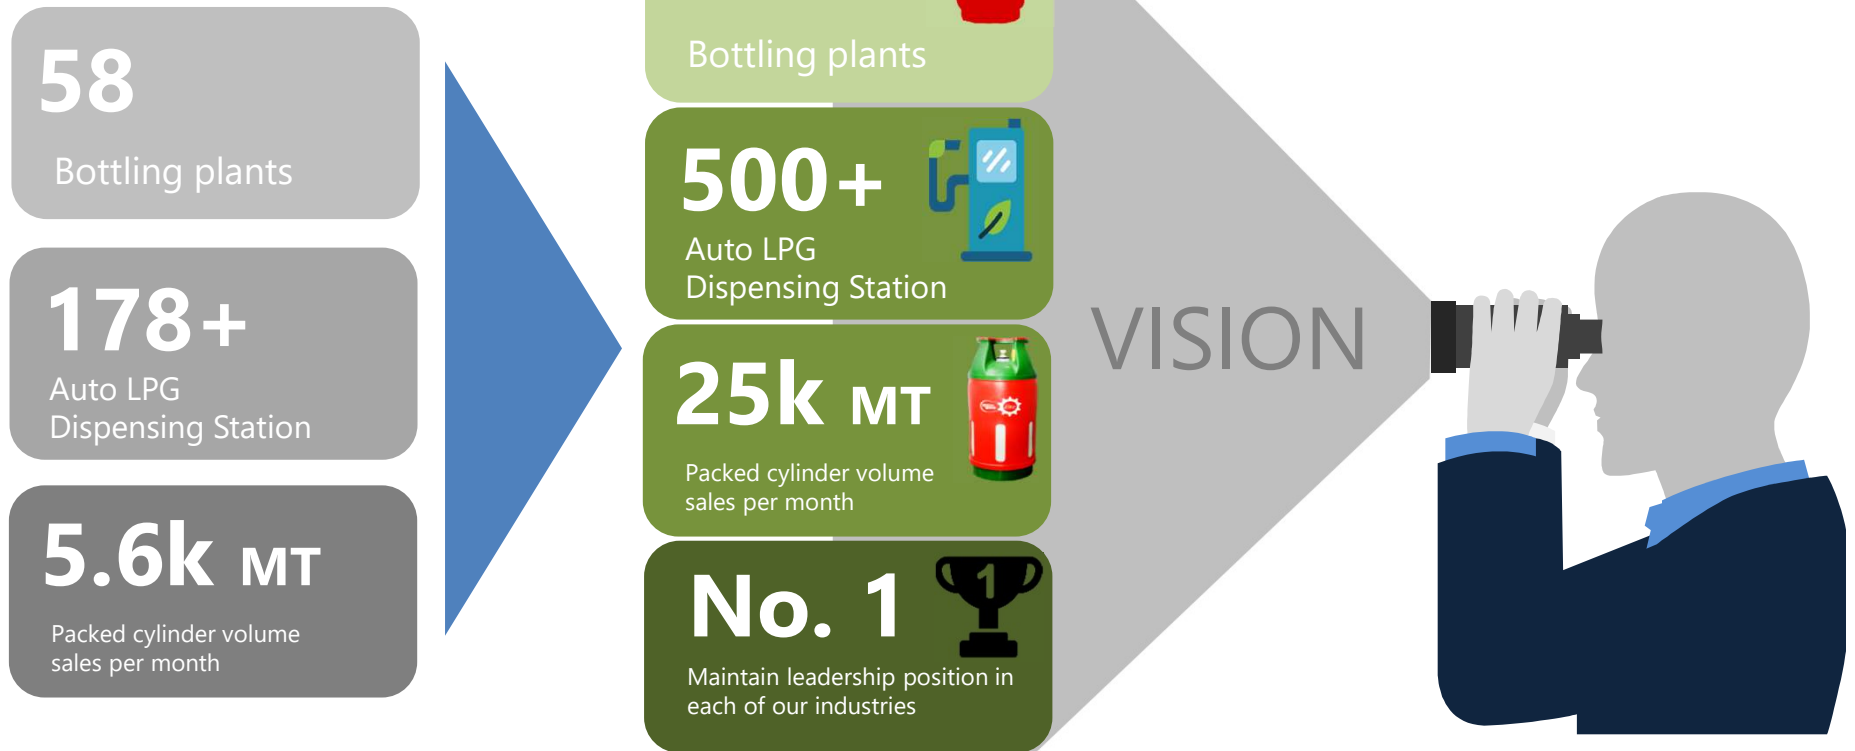 58
Bottling plants
178+
Auto LPG
Dispensing Station
5.6k MT
Packed cylinder volume
sales per month
Bottling plants
500+
Auto LPG
Dispensing Station
25k MT
Packed cylinder volume
sales per month
No. 1
1
Maintain leadership position in
each of our industries
VISION